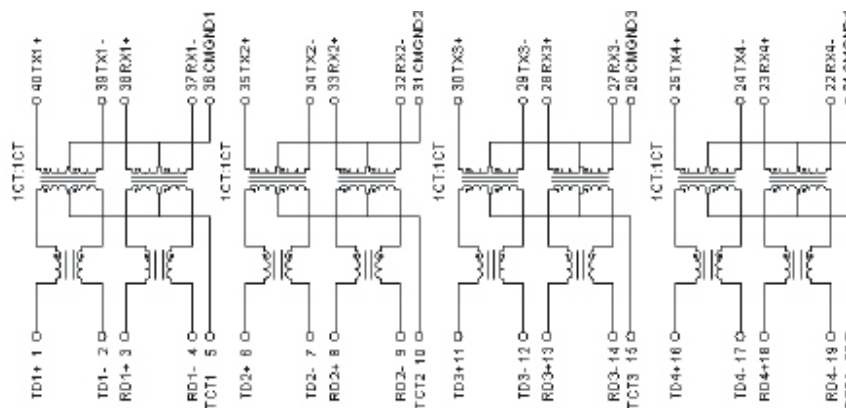 40 TX1+
39 TX1-
38 RX1+
37 RX1-
36 CMGND1
35 TX2+
34 TX2-
33 RX2+
32 RX2-
31 CMGND2
30 TX3+
29 TX3-
28 RX3+
27 RX3-
26 CMGND3
25 TX4+
24 TX4-
23 RX4+
22 RX4-
1CT:1CT
1CT:1CT
1CT:1CT
1CT:1CT
TD1+ 1
TD1- 2
RD1+ 3
RD1- 4
TCT1 5
TD2+ 6
TD2- 7
RD2+ 8
RD2- 9
TCT2 10
TD3+11
TD3- 12
RD3+13
RD3- 14
TCT3 15
TD4+16
TD4- 17
RD4+18
RD4- 19